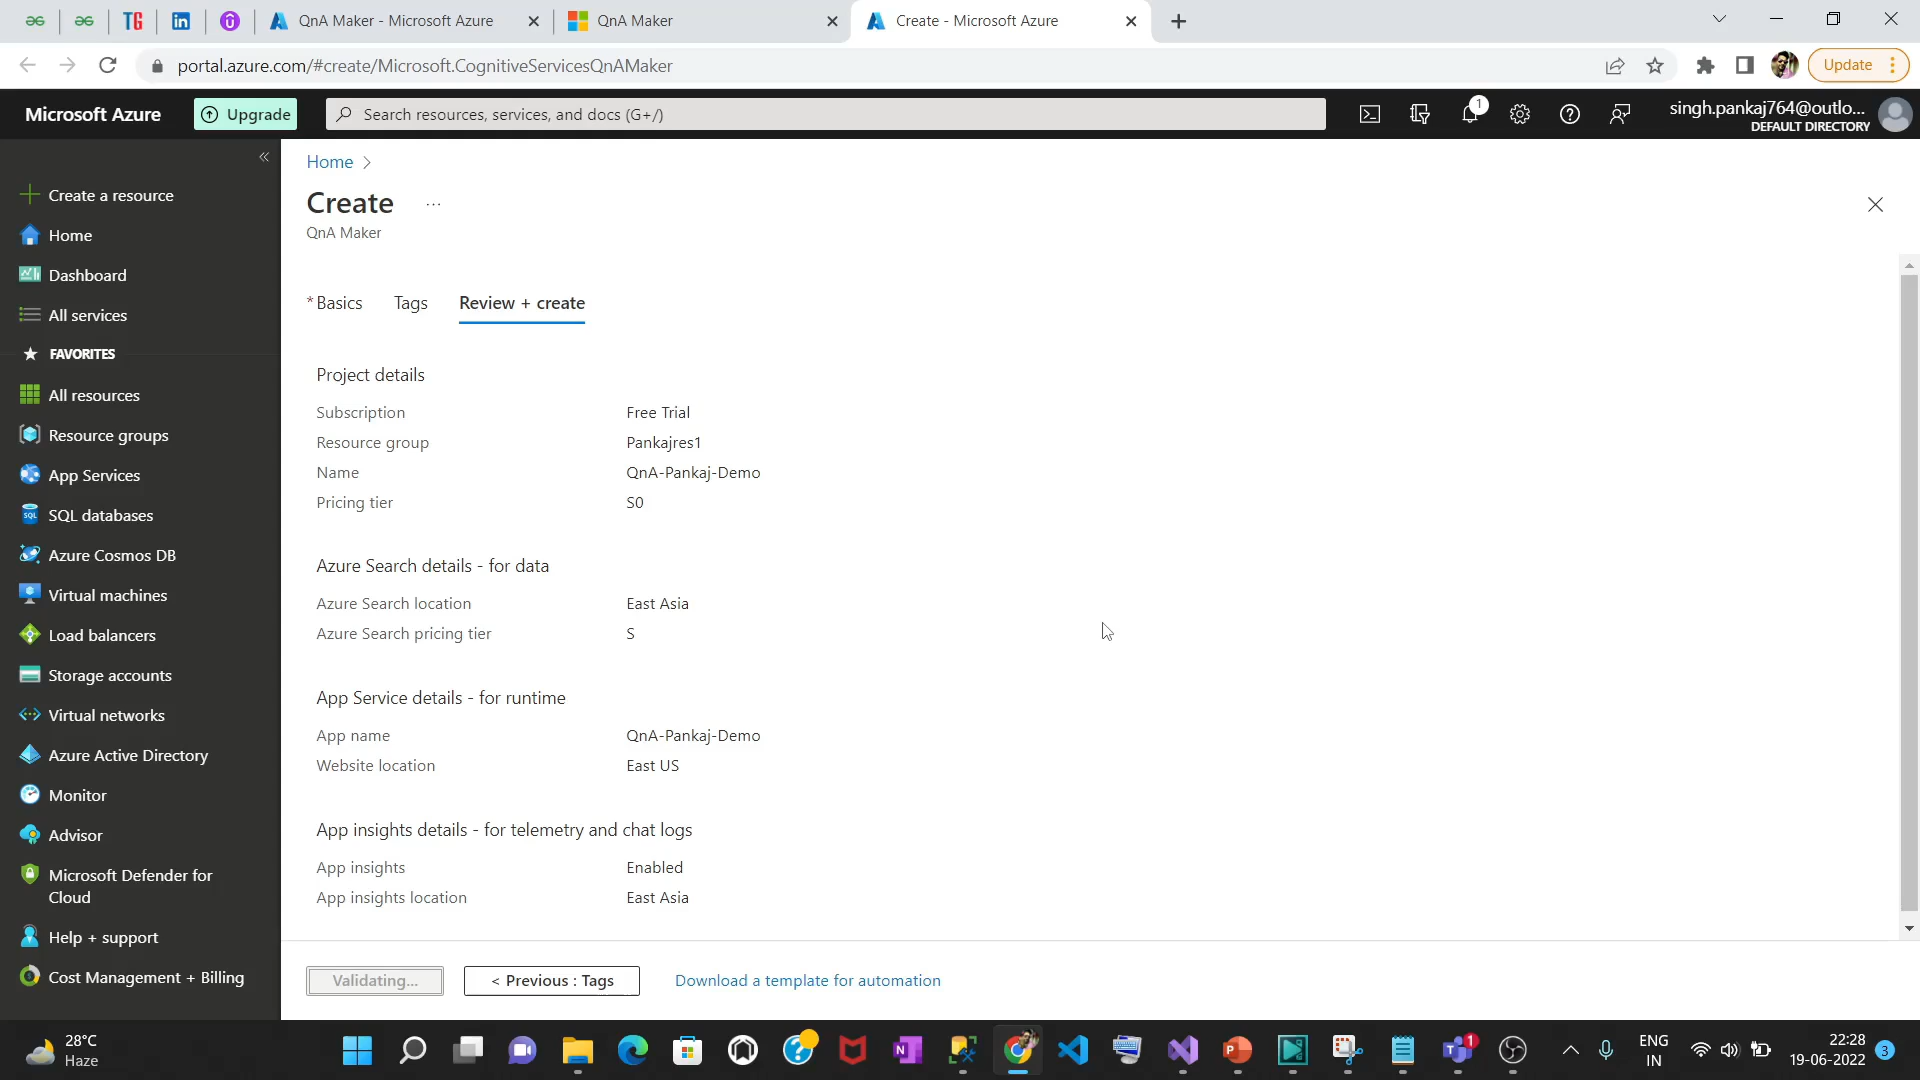 TG
QnA Maker - Microsoft Azure
QnA Maker
Create - Microsoft Azure
portal.azure.com/#create/Microsoft.CognitiveServicesQnAMaker
Update
Microsoft Azure
Upgrade
Search resources, services, and docs (G+/)
1
singh.pankaj764@outlo...
DEFAULT DIRECTORY
Create a resource
Home
Dashboard
All services
FAVORITES
All resources
Resource groups
App Services
SQL databases
Azure Cosmos DB
Virtual machines
Load balancers
Storage accounts
Virtual networks
Azure Active Directory
Monitor
Advisor
Microsoft Defender for
Cloud
Help + support
Cost Management + Billing
Home >
Create ...
QnA Maker
* Basics Tags Review + create
Project details
Subscription Free Trial
Resource group Pankajres1
Name QnA-Pankaj-Demo
Pricing tier S0
Azure Search details - for data
Azure Search location East Asia
Azure Search pricing tier S
App Service details - for runtime
App name QnA-Pankaj-Demo
Website location East US
App insights details - for telemetry and chat logs
App insights Enabled
App insights location East Asia
Validating... < Previous : Tags Download a template for automation
28°C
Haze
1
ENG
IN
22:28
19-06-2022
3